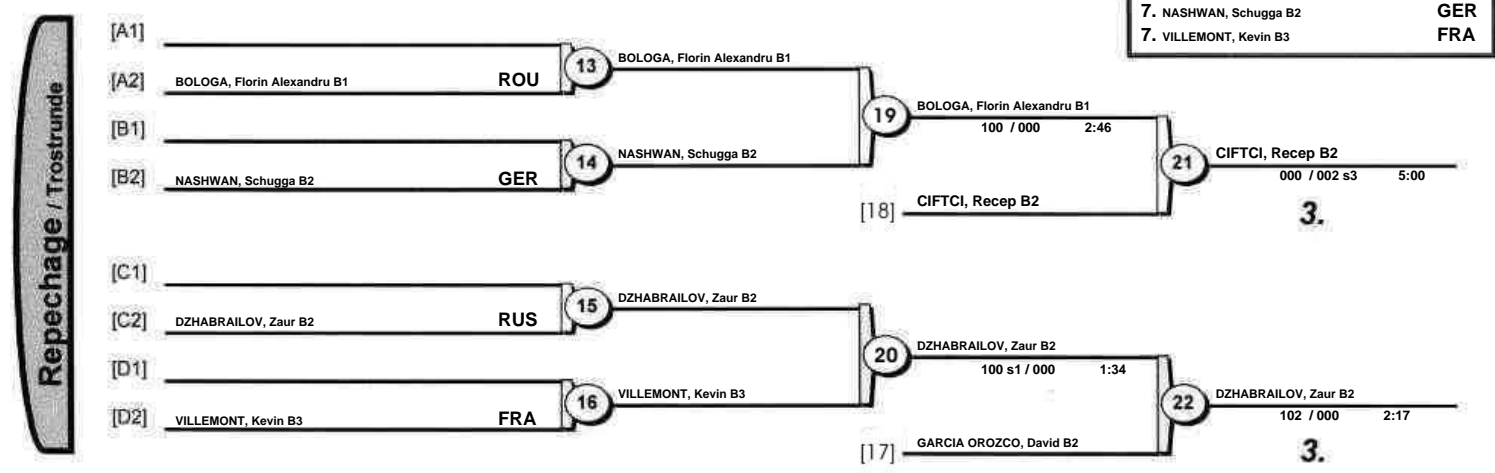 7. NASHWAN, Schugga B2 GER
7. VILLEMONT, Kevin B3 FRA
Repechage / Trostrunde
[A1]
[A2] BOLOGA, Florin Alexandru B1 ROU
13 BOLOGA, Florin Alexandru B1
[B1]
[B2] NASHWAN, Schugga B2 GER
14 NASHWAN, Schugga B2
19 BOLOGA, Florin Alexandru B1
100 / 000 2:46
[18] CIFTCI, Recep B2
21 CIFTCI, Recep B2
000 / 002 s3 5:00
3.
[C1]
[C2] DZHABRAILOV, Zaur B2 RUS
15 DZHABRAILOV, Zaur B2
[D1]
[D2] VILLEMONT, Kevin B3 FRA
16 VILLEMONT, Kevin B3
20 DZHABRAILOV, Zaur B2
100 s1 / 000 1:34
[17] GARCIA OROZCO, David B2
22 DZHABRAILOV, Zaur B2
102 / 000 2:17
3.